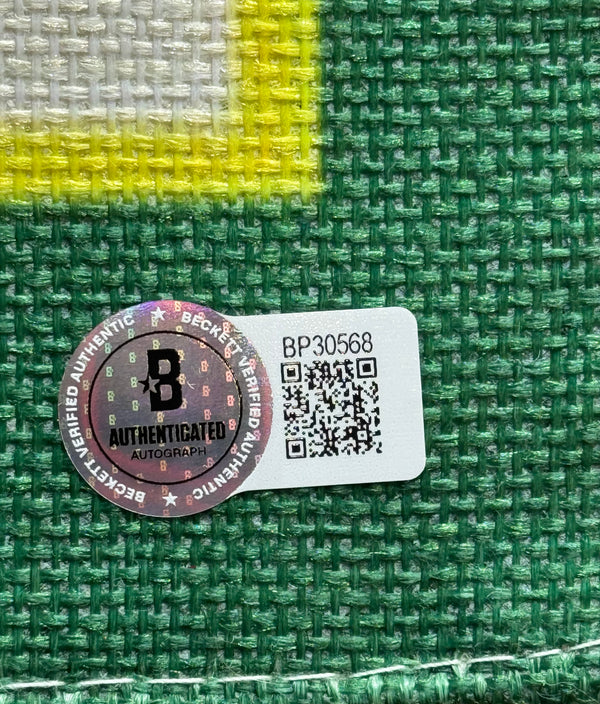 BECKETT VERIFIED AUTHENTIC ★ BECKETT VERIFIED AUTHENTIC ★
B
AUTHENTICATED
AUTOGRAPH
BP30568